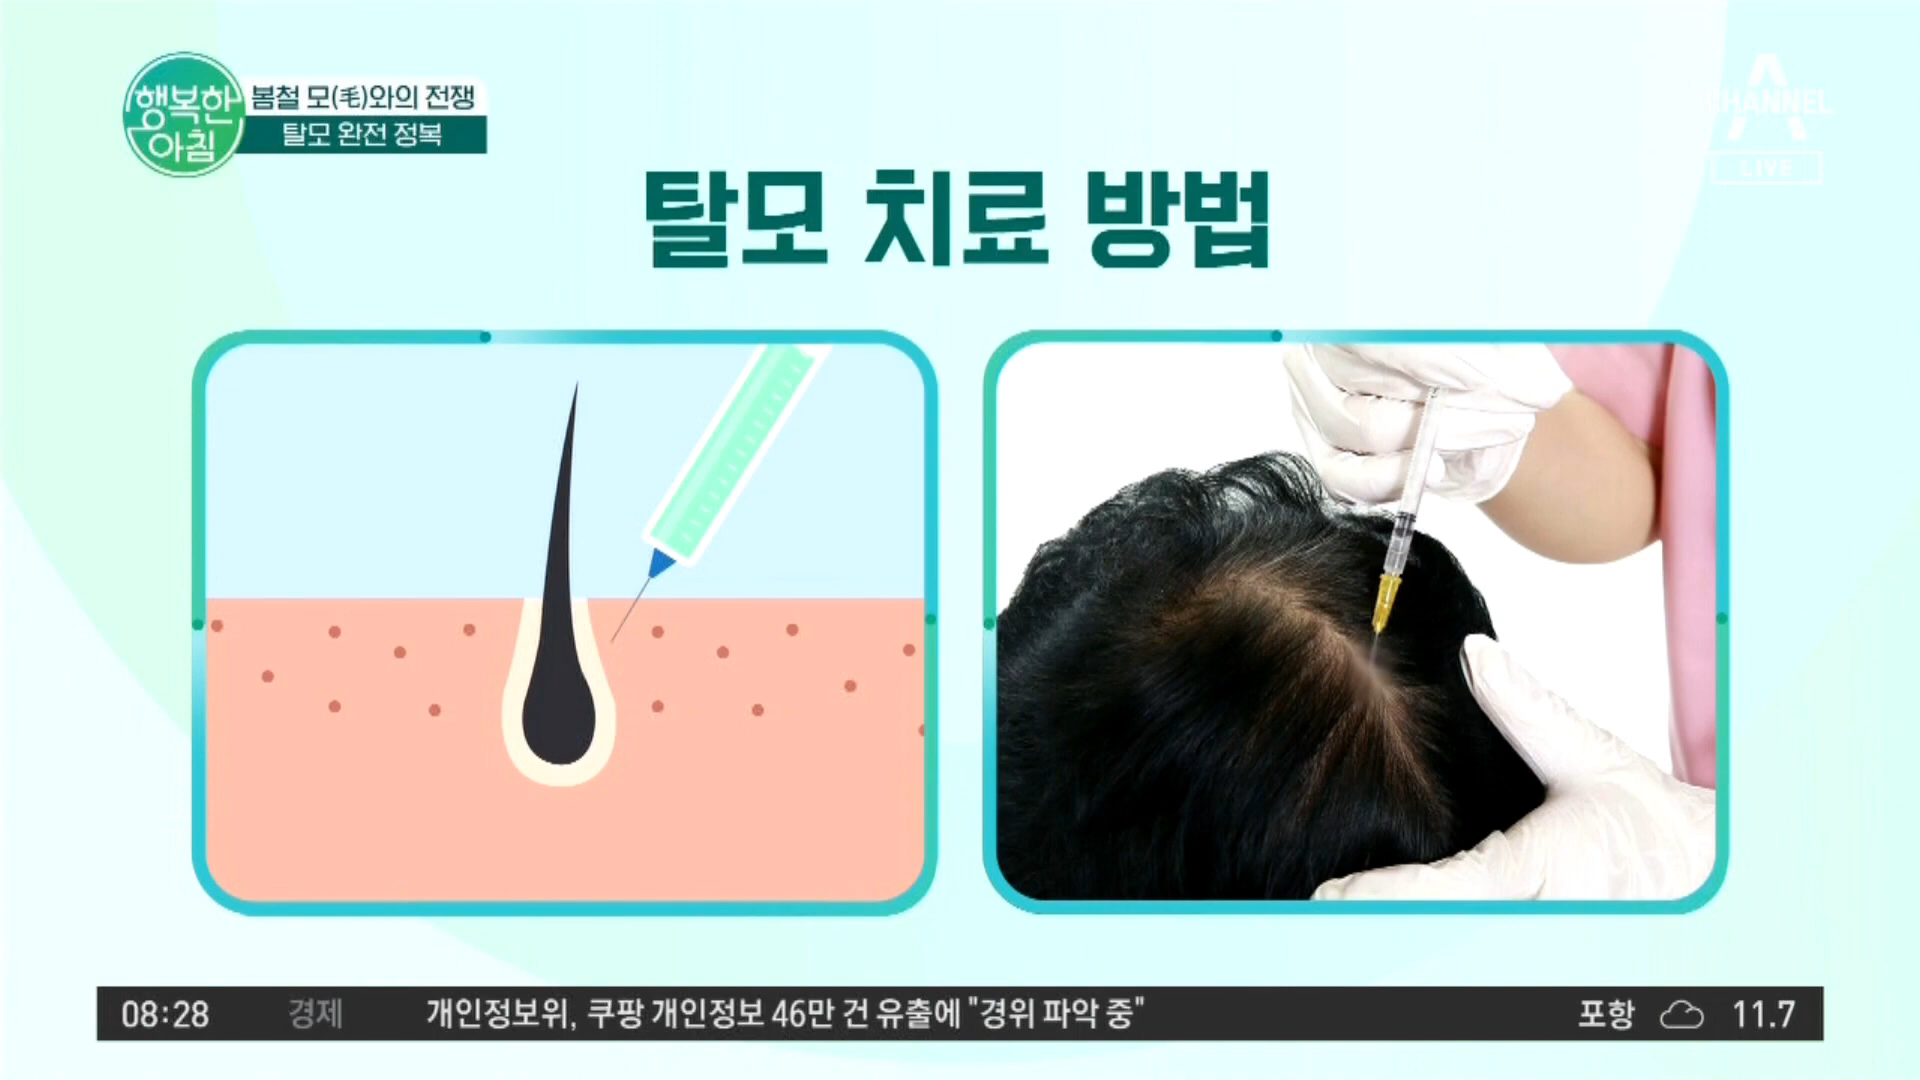 행복한
아침
봄철 모(毛)와의 전쟁
탈모 완전 정복
CHANNEL
LIVE
탈모 치료 방법
08:28 경제 개인정보위, 쿠팡 개인정보 46만 건 유출에 "경위 파악 중" 포항 11.7